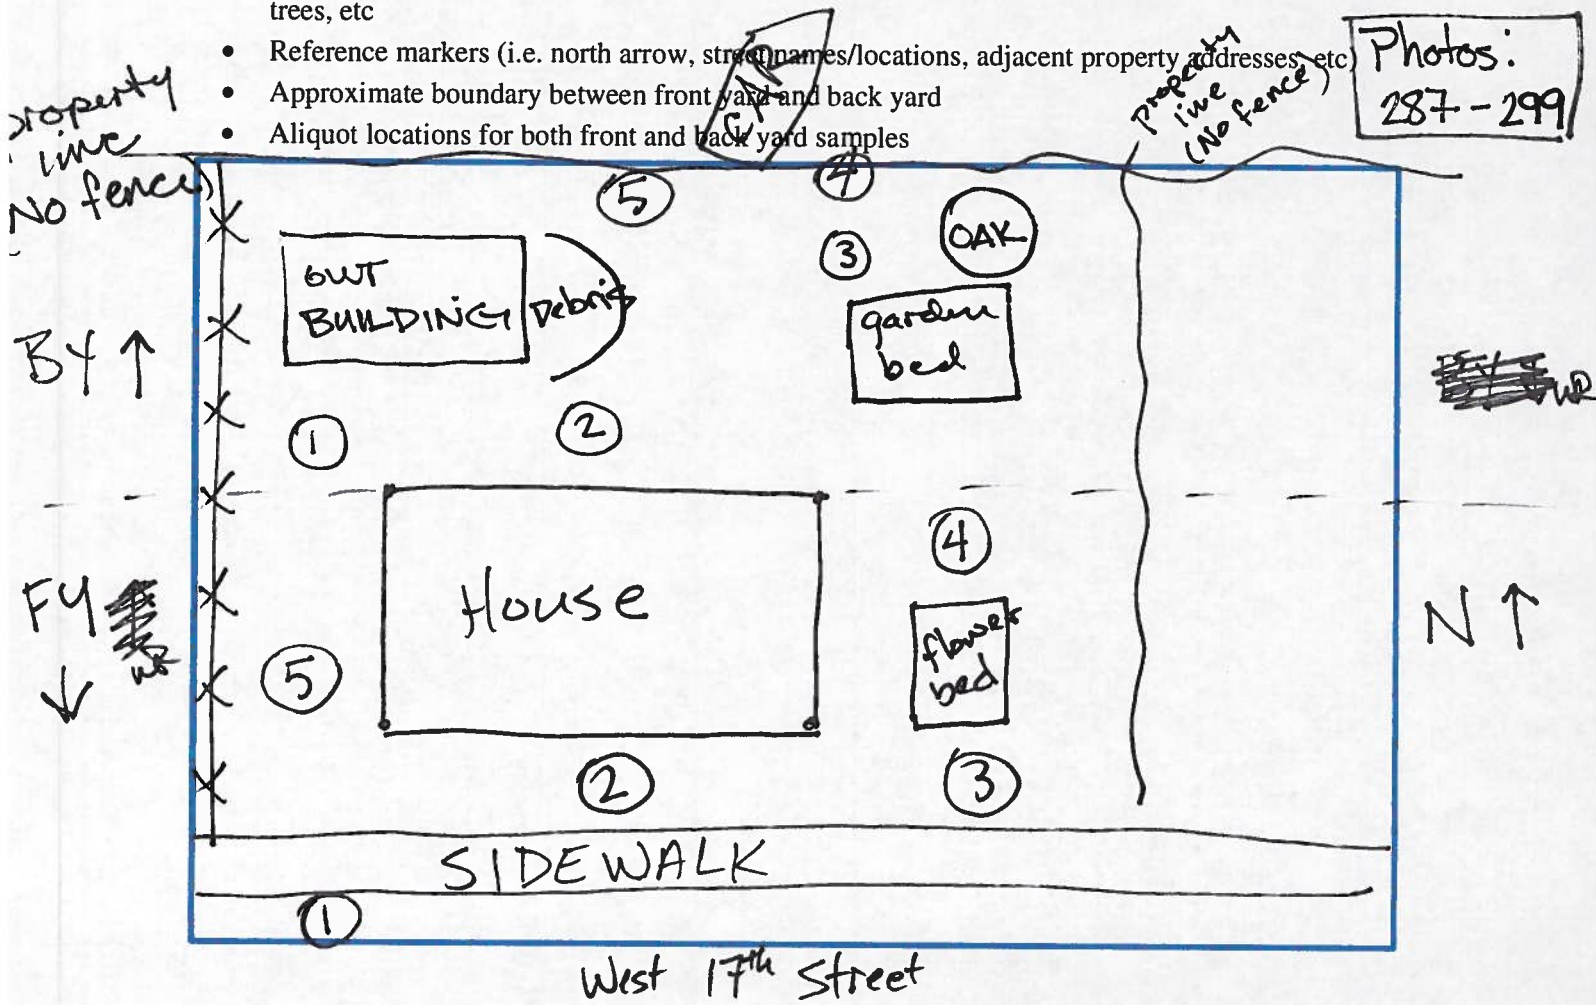 trees, etc
• Reference markers (i.e. north arrow, street names/locations, adjacent property addresses, etc)
• Approximate boundary between front yard and back yard
• Aliquot locations for both front and back yard samples
Photos:
287-299
CAR
property
line
(No fence)
property
line
No fence)
5
4
3
OAK
OUT
BUILDING
Debris
garden
bed
BY ↑
WR
1
2
4
House
FY
WR
↓
N ↑
flower
bed
5
2
3
SIDEWALK
1
West 17th Street